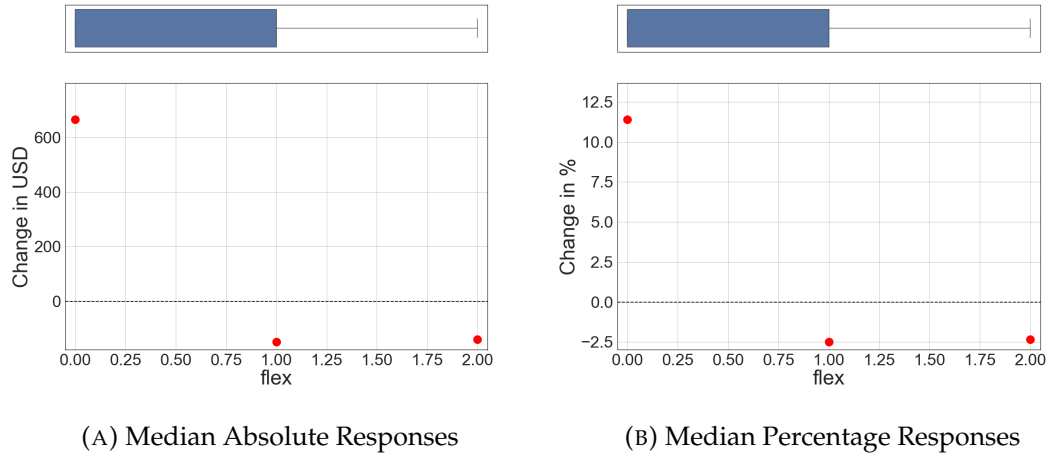 Change in USD
600
400
200
0
0.00 0.25 0.50 0.75 1.00 1.25 1.50 1.75 2.00
flex
(A) Median Absolute Responses
Change in %
12.5
10.0
7.5
5.0
2.5
0.0
−2.5
0.00 0.25 0.50 0.75 1.00 1.25 1.50 1.75 2.00
flex
(B) Median Percentage Responses